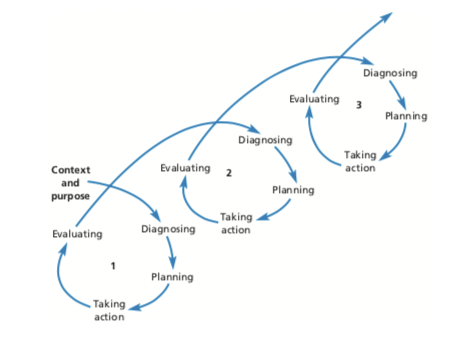 Diagnosing
Evaluating
3
Planning
Taking
action
Diagnosing
Evaluating
2
Planning
Taking
action
Context
and
purpose
Diagnosing
Evaluating
1
Planning
Taking
action